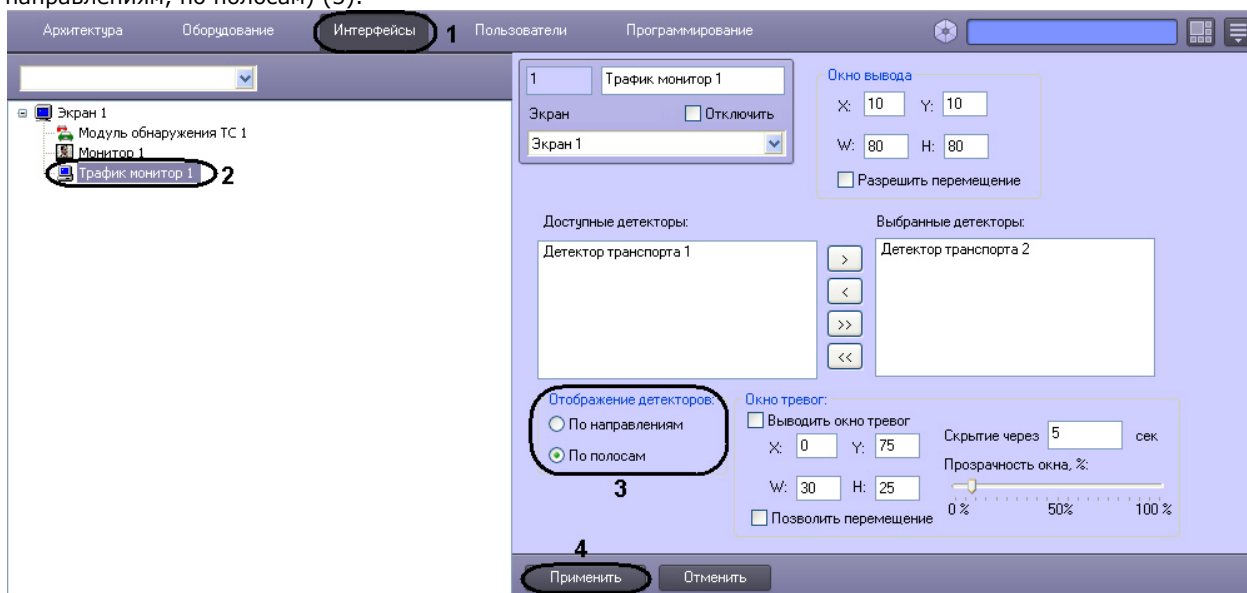 направлениям, по полосам) (3).
Архитектура Оборудование Интерфейсы 1 Пользователи Программирование
1 Трафик монитор 1
Экран Отключить
Экран 1
Окно вывода
X: 10 Y: 10
W: 80 H: 80
Разрешить перемещение
Экран 1
Модуль обнаружения ТС 1
Монитор 1
Трафик монитор 1 2
Доступные детекторы: Выбранные детекторы:
Детектор транспорта 1
Детектор транспорта 2
>
<
>>
<<
Отображение детекторов:
По направлениям
По полосам
3
Окно тревог:
Выводить окно тревог
X: 0 Y: 75
W: 30 H: 25
Позволить перемещение
Скрытие через 5 сек
Прозрачность окна, %:
0 % 50% 100 %
4
Применить Отменить